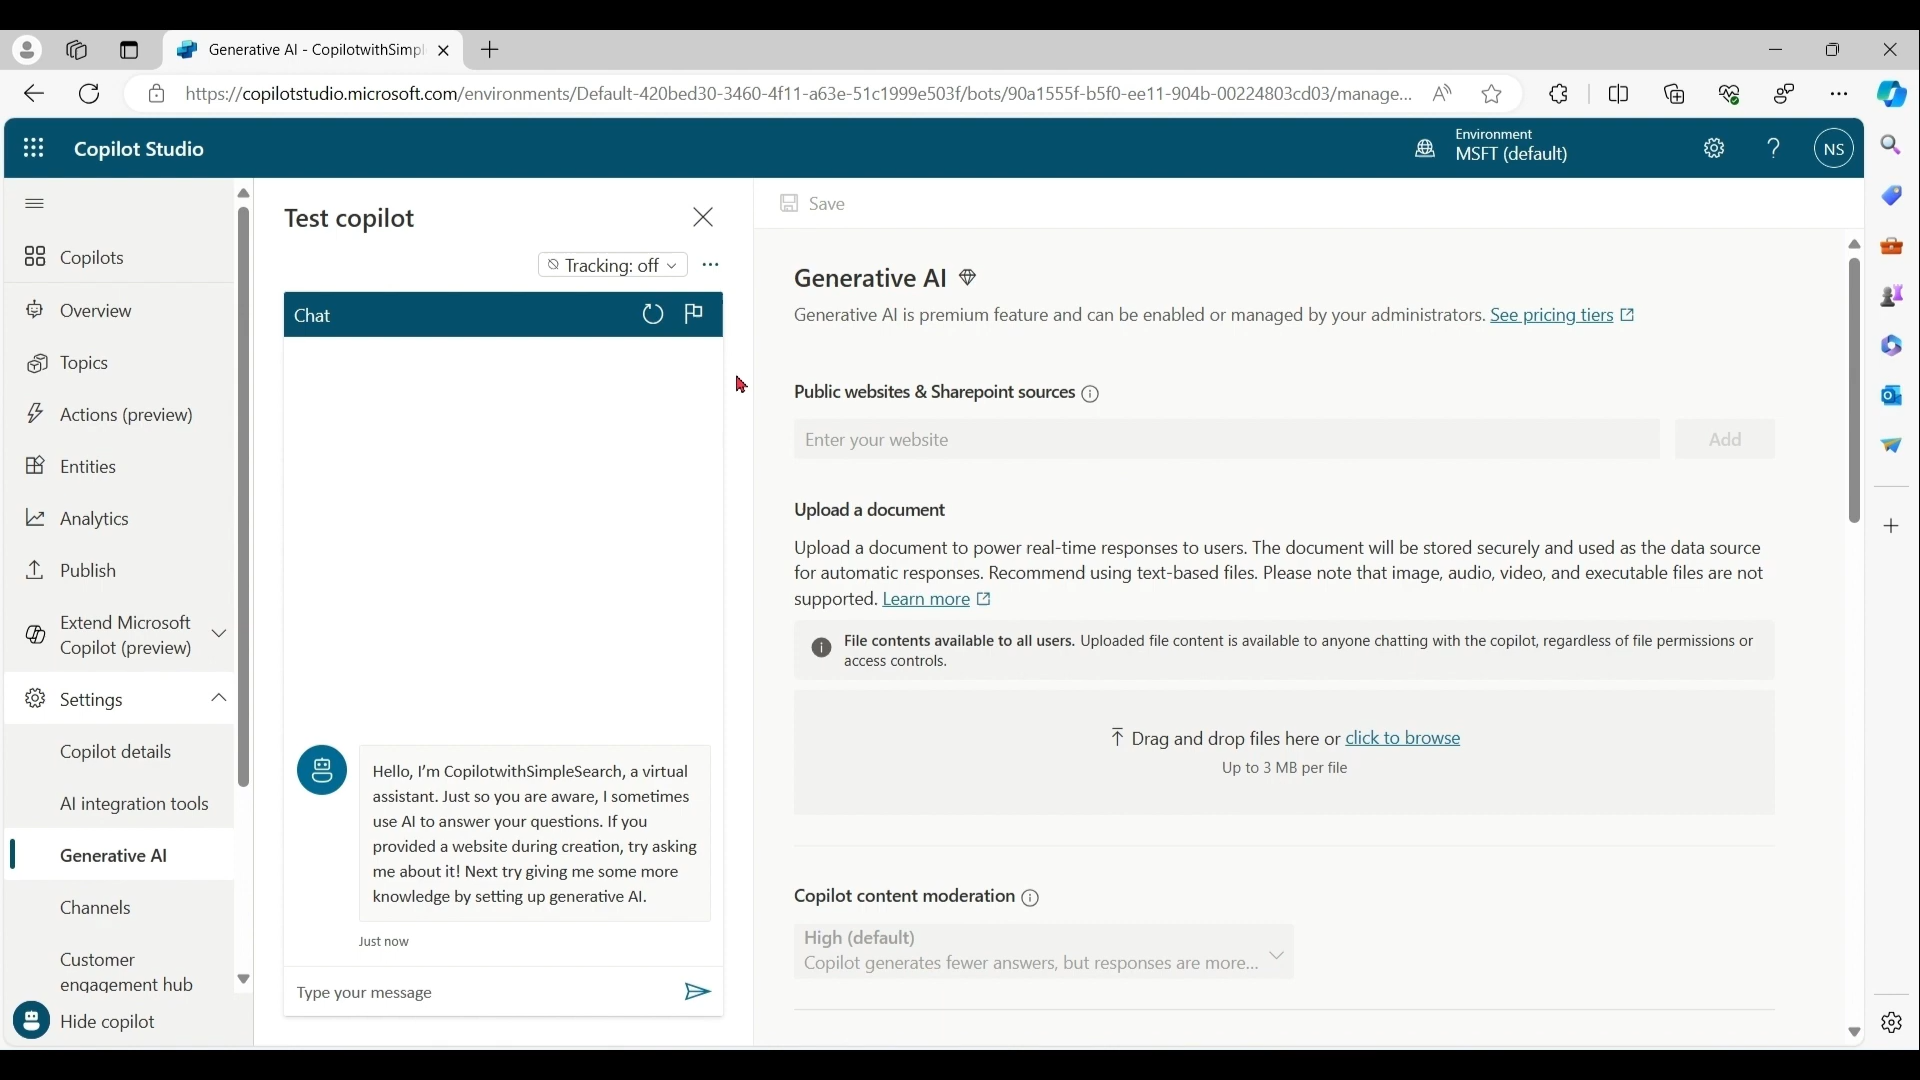 Generative AI - CopilotwithSimpl
https://copilotstudio.microsoft.com/environments/Default-420bed30-3460-4f11-a63e-51c1999e503f/bots/90a1555f-b5f0-ee11-904b-00224803cd03/manage...
Copilot Studio
Environment
MSFT (default)
NS
Copilots
Overview
Topics
Actions (preview)
Entities
Analytics
Publish
Extend Microsoft
Copilot (preview)
Settings
Copilot details
AI integration tools
Generative AI
Channels
Customer
engagement hub
Hide copilot
Test copilot
Tracking: off
Chat
Hello, I'm CopilotwithSimpleSearch, a virtual
assistant. Just so you are aware, I sometimes
use AI to answer your questions. If you
provided a website during creation, try asking
me about it! Next try giving me some more
knowledge by setting up generative AI.
Just now
Type your message
Save
Generative AI
Generative AI is premium feature and can be enabled or managed by your administrators. See pricing tiers
Public websites & Sharepoint sources
Enter your website
Add
Upload a document
Upload a document to power real-time responses to users. The document will be stored securely and used as the data source
for automatic responses. Recommend using text-based files. Please note that image, audio, video, and executable files are not
supported. Learn more
File contents available to all users. Uploaded file content is available to anyone chatting with the copilot, regardless of file permissions or
access controls.
Drag and drop files here or click to browse
Up to 3 MB per file
Copilot content moderation
High (default)
Copilot generates fewer answers, but responses are more...